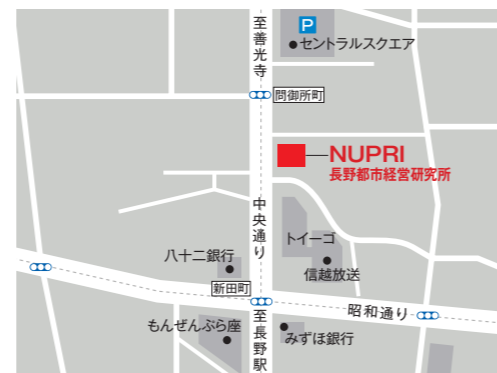 至善光寺
P
セントラルスクエア
問御所町
NUPRI
長野都市経営研究所
中央通り
トイーゴ
八十二銀行
信越放送
新田町
昭和通り
至長野駅
もんぜんぷら座
みずほ銀行